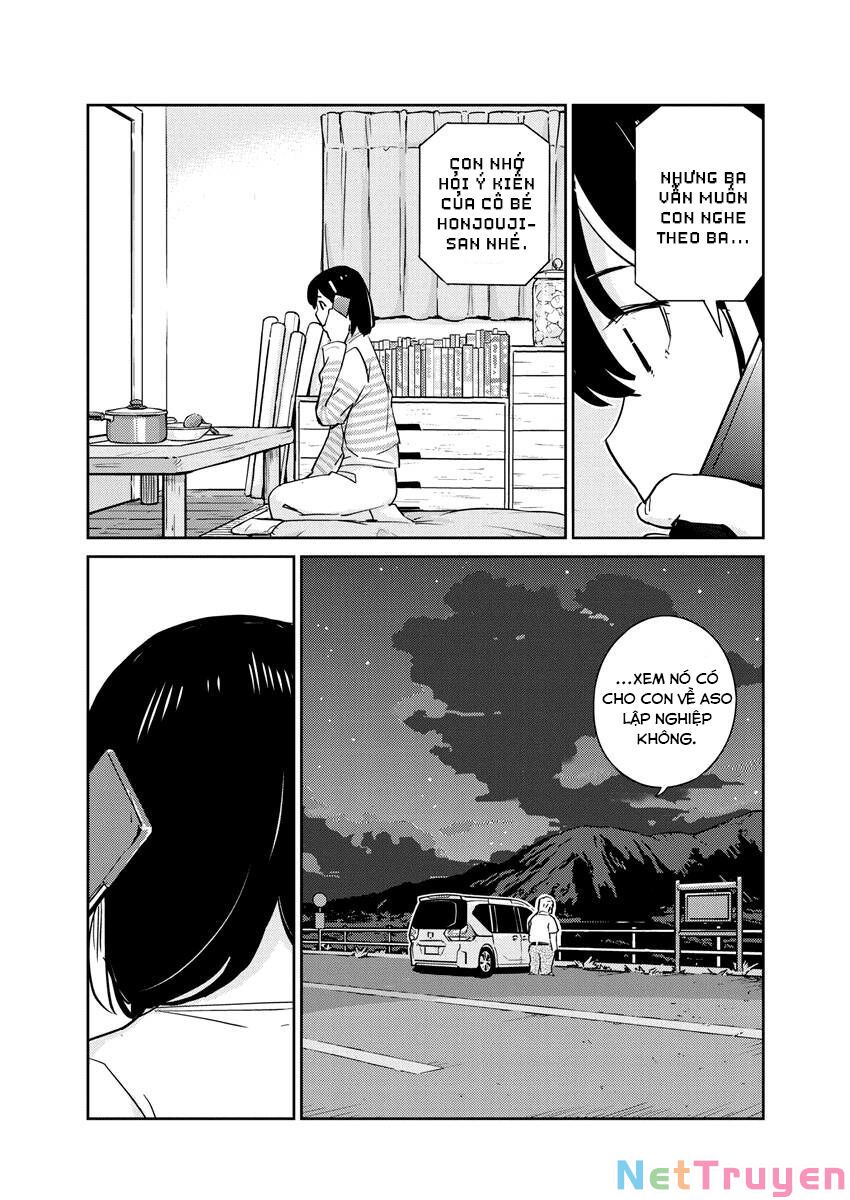 NHƯNG BA
VẪN MUỐN
CON NGHE
THEO BA...
CON NHỚ
HỎI Ý KIẾN
CỦA CÔ BÉ
HONJOUJI-
SAN NHÉ.
...XEM NÓ CÓ
CHO CON VỀ ASO
LẬP NGHIỆP
KHÔNG.
NetTruyen